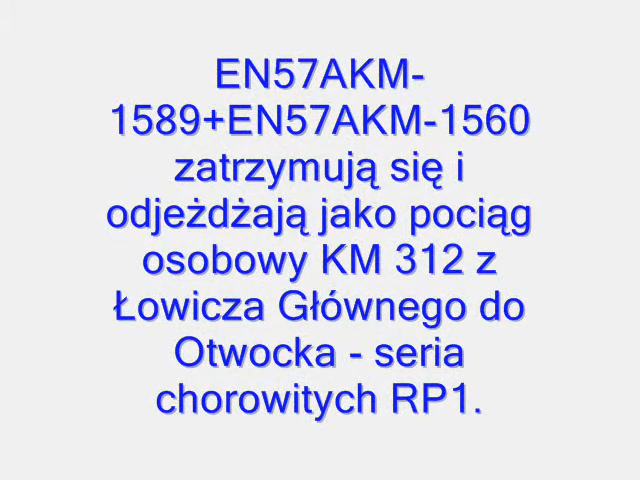 EN57AKM-
1589+EN57AKM-1560
zatrzymują się i
odjeżdżają jako pociąg
osobowy KM 312 z
Łowicza Głównego do
Otwocka - seria
chorowitych RP1.